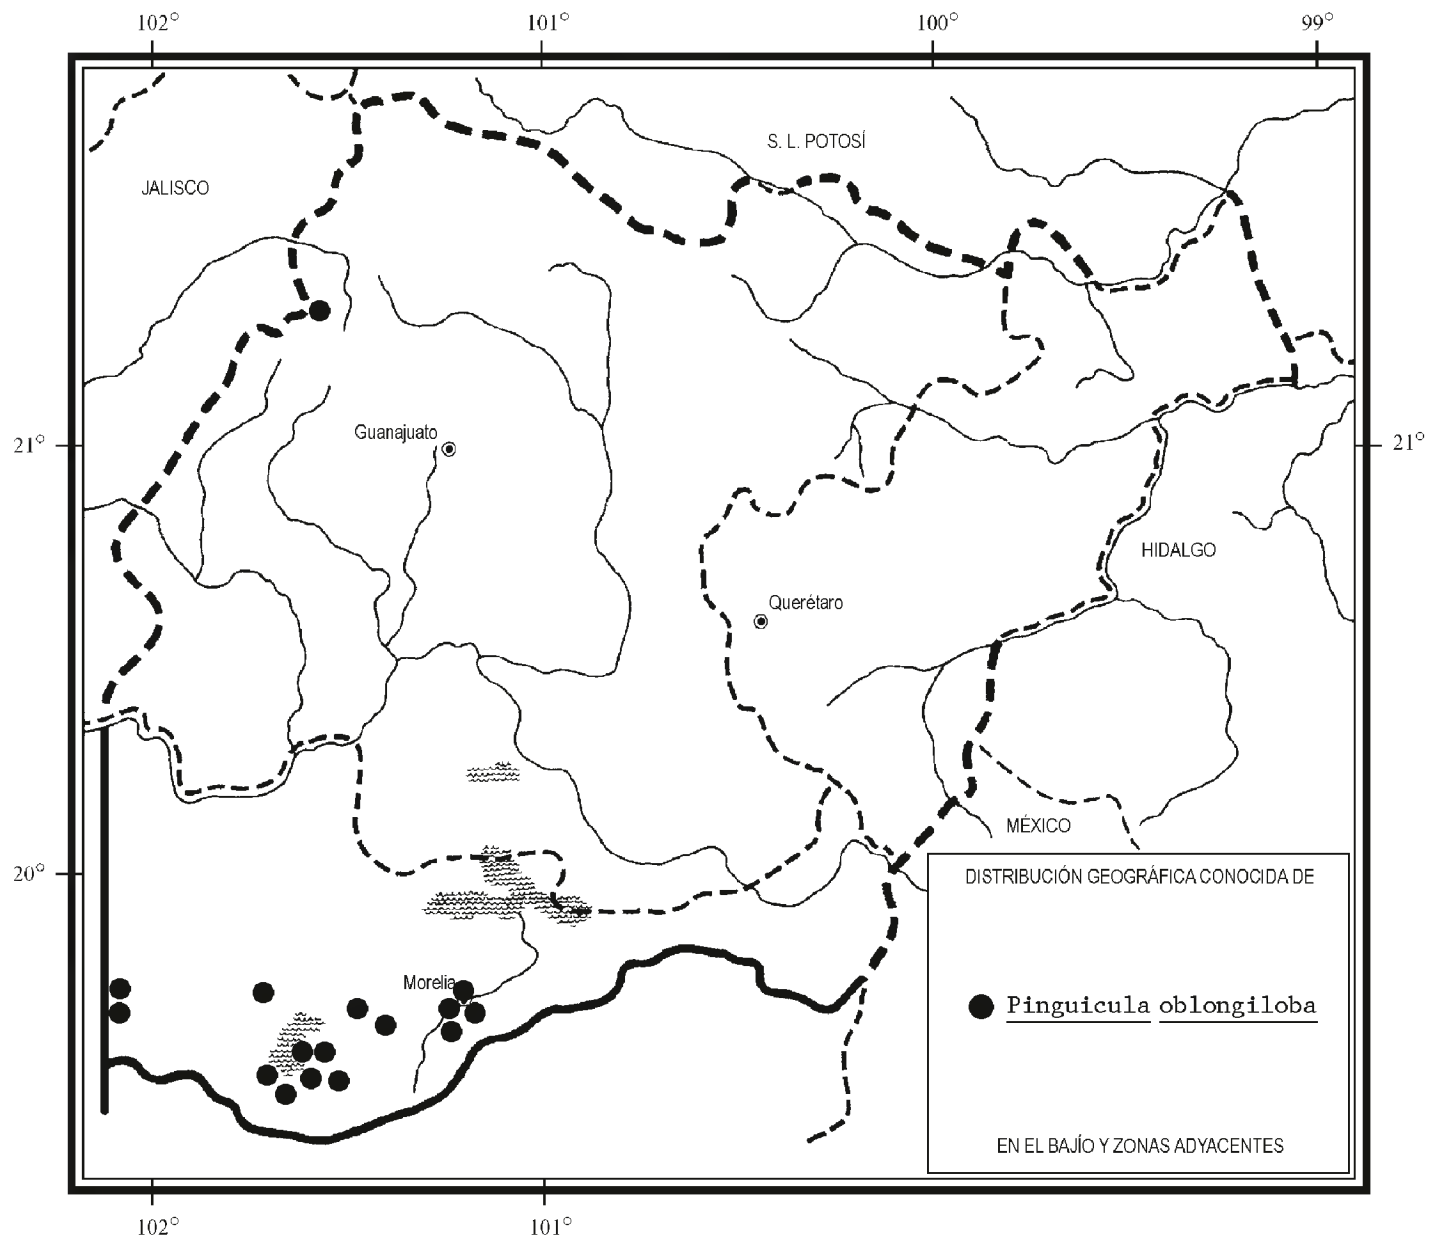 102° 101° 100° 99°
S. L. POTOSÍ
JALISCO
Guanajuato
21° 21°
HIDALGO
Querétaro
MÉXICO
20°
DISTRIBUCIÓN GEOGRÁFICA CONOCIDA DE
Morelia
Pinguicula oblongiloba
EN EL BAJÍO Y ZONAS ADYACENTES
102° 101°